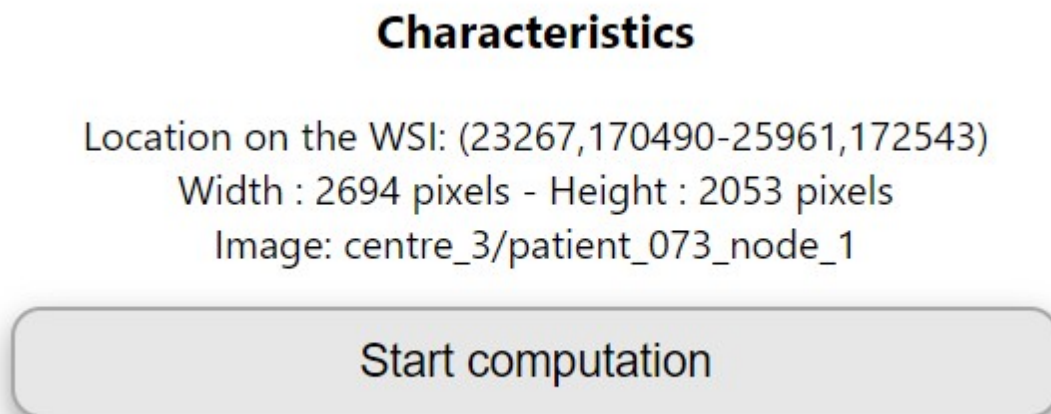 Characteristics
Location on the WSI: (23267,170490-25961,172543)
Width : 2694 pixels - Height : 2053 pixels
Image: centre_3/patient_073_node_1
Start computation